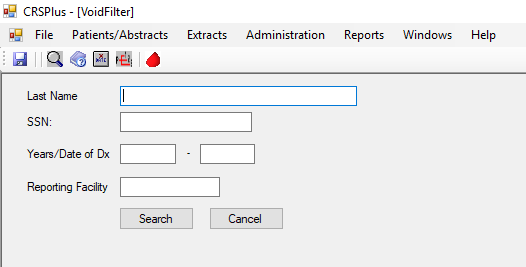 CRSPlus - [VoidFilter]
File Patients/Abstracts Extracts Administration Reports Windows Help
Last Name
SSN:
Years/Date of Dx -
Reporting Facility
Search Cancel